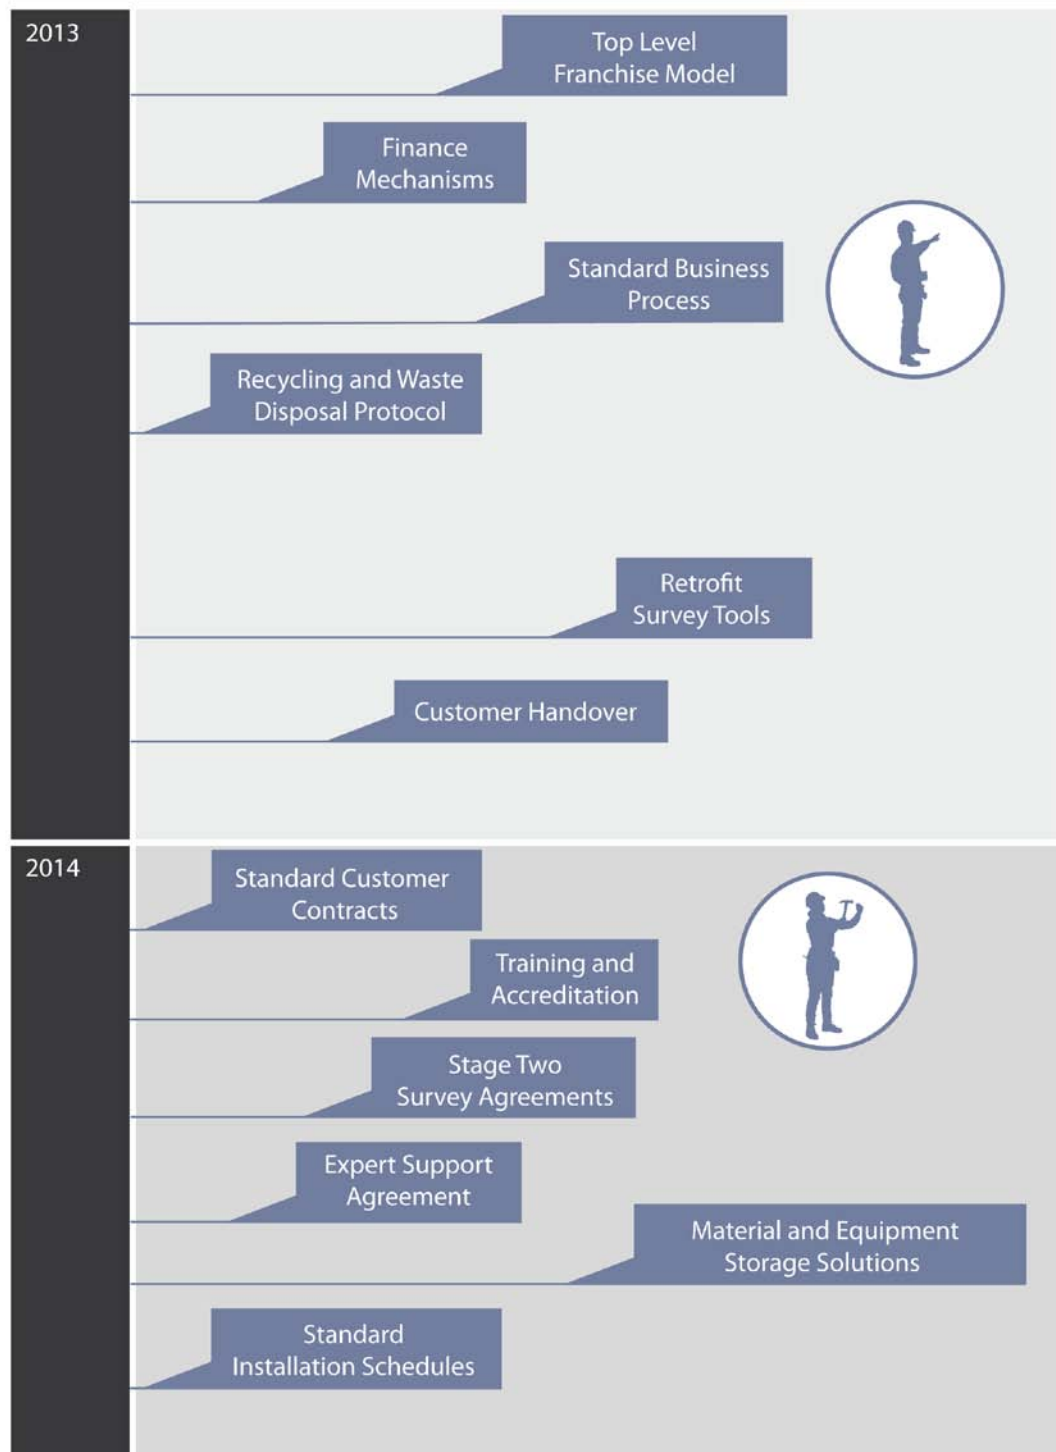 2013
Top Level
Franchise Model
Finance
Mechanisms
Standard Business
Process
Recycling and Waste
Disposal Protocol
Retrofit
Survey Tools
Customer Handover
2014
Standard Customer
Contracts
Training and
Accreditation
Stage Two
Survey Agreements
Expert Support
Agreement
Material and Equipment
Storage Solutions
Standard
Installation Schedules